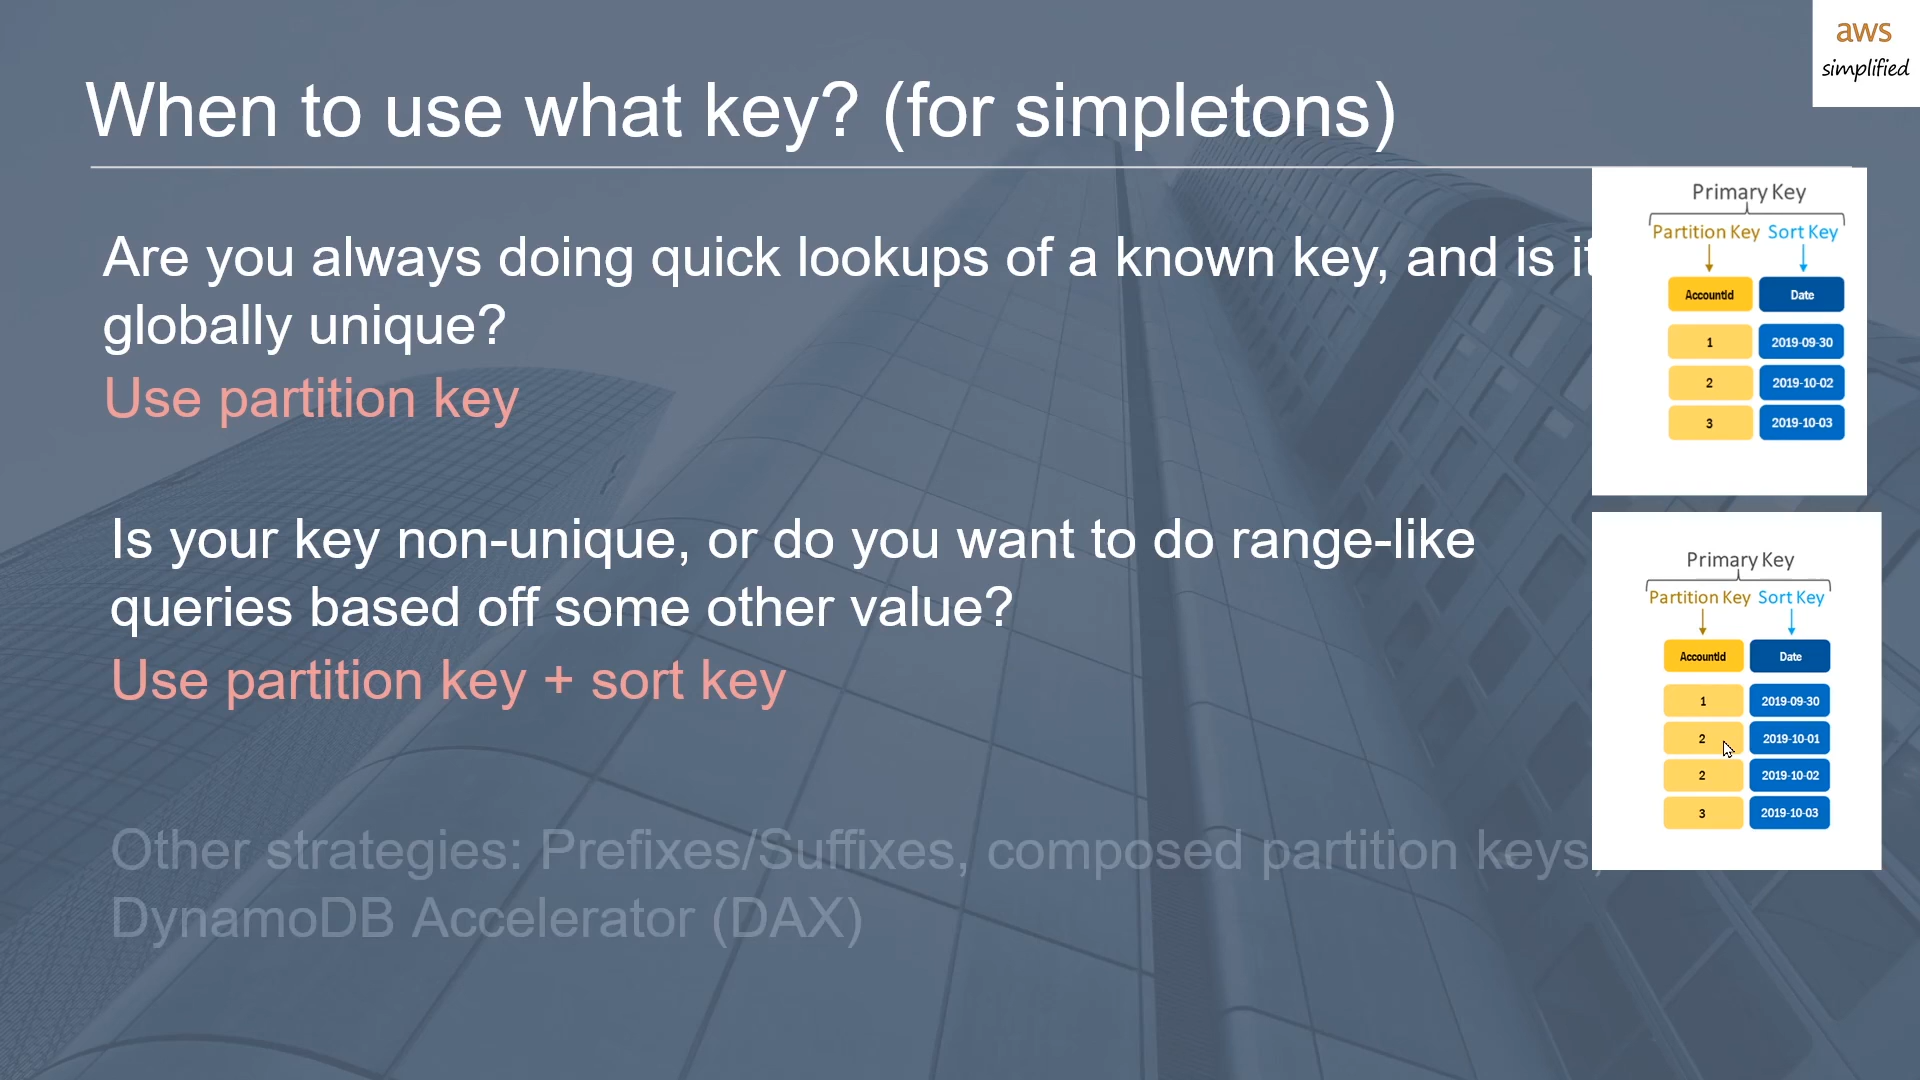 aws
simplified
When to use what key? (for simpletons)
Are you always doing quick lookups of a known key, and is it
globally unique?
Use partition key
Is your key non-unique, or do you want to do range-like
queries based off some other value?
Use partition key + sort key
Other strategies: Prefixes/Suffixes, composed partition keys,
DynamoDB Accelerator (DAX)
Primary Key
Partition Key Sort Key
AccountId Date
1 2019-09-30
2 2019-10-02
3 2019-10-03
Primary Key
Partition Key Sort Key
AccountId Date
1 2019-09-30
2 2019-10-01
2 2019-10-02
3 2019-10-03